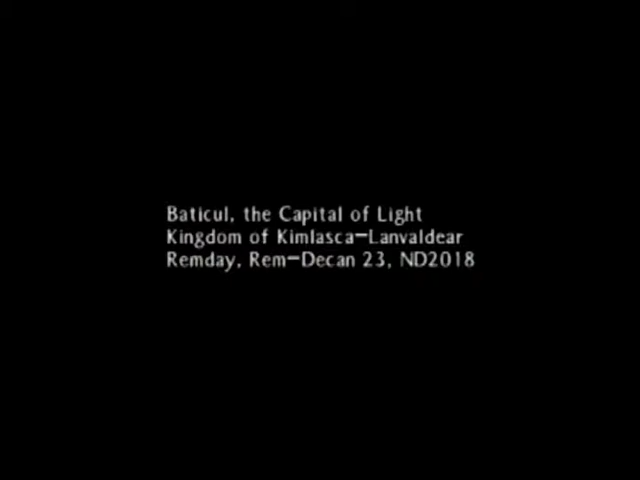 Baticul, the Capital of Light
Kingdom of Kimlasca-Lanvaldear
Remday, Rem-Decan 23, ND2018